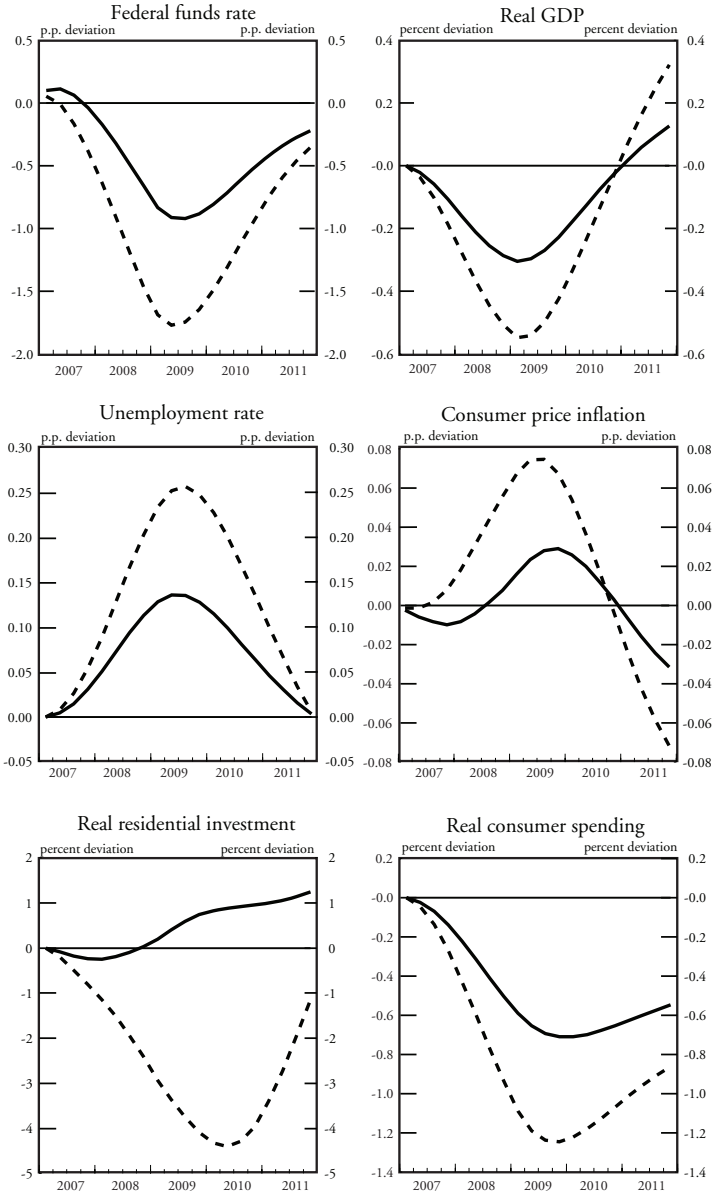 Federal funds rate
p.p. deviation p.p. deviation
0.5 0.5
0.0 0.0
-0.5 -0.5
-1.0 -1.0
-1.5 -1.5
-2.0 -2.0
2007 2008 2009 2010 2011
Real GDP
percent deviation percent deviation
0.4 0.4
0.2 0.2
-0.0 -0.0
-0.2 -0.2
-0.4 -0.4
-0.6 -0.6
2007 2008 2009 2010 2011
Unemployment rate
p.p. deviation p.p. deviation
0.30 0.30
0.25 0.25
0.20 0.20
0.15 0.15
0.10 0.10
0.05 0.05
0.00 0.00
-0.05 -0.05
2007 2008 2009 2010 2011
Consumer price inflation
p.p. deviation p.p. deviation
0.08 0.08
0.06 0.06
0.04 0.04
0.02 0.02
0.00 0.00
-0.02 -0.02
-0.04 -0.04
-0.06 -0.06
-0.08 -0.08
2007 2008 2009 2010 2011
Real residential investment
percent deviation percent deviation
2 2
1 1
0 0
-1 -1
-2 -2
-3 -3
-4 -4
-5 -5
2007 2008 2009 2010 2011
Real consumer spending
percent deviation percent deviation
0.2 0.2
-0.0 -0.0
-0.2 -0.2
-0.4 -0.4
-0.6 -0.6
-0.8 -0.8
-1.0 -1.0
-1.2 -1.2
-1.4 -1.4
2007 2008 2009 2010 2011